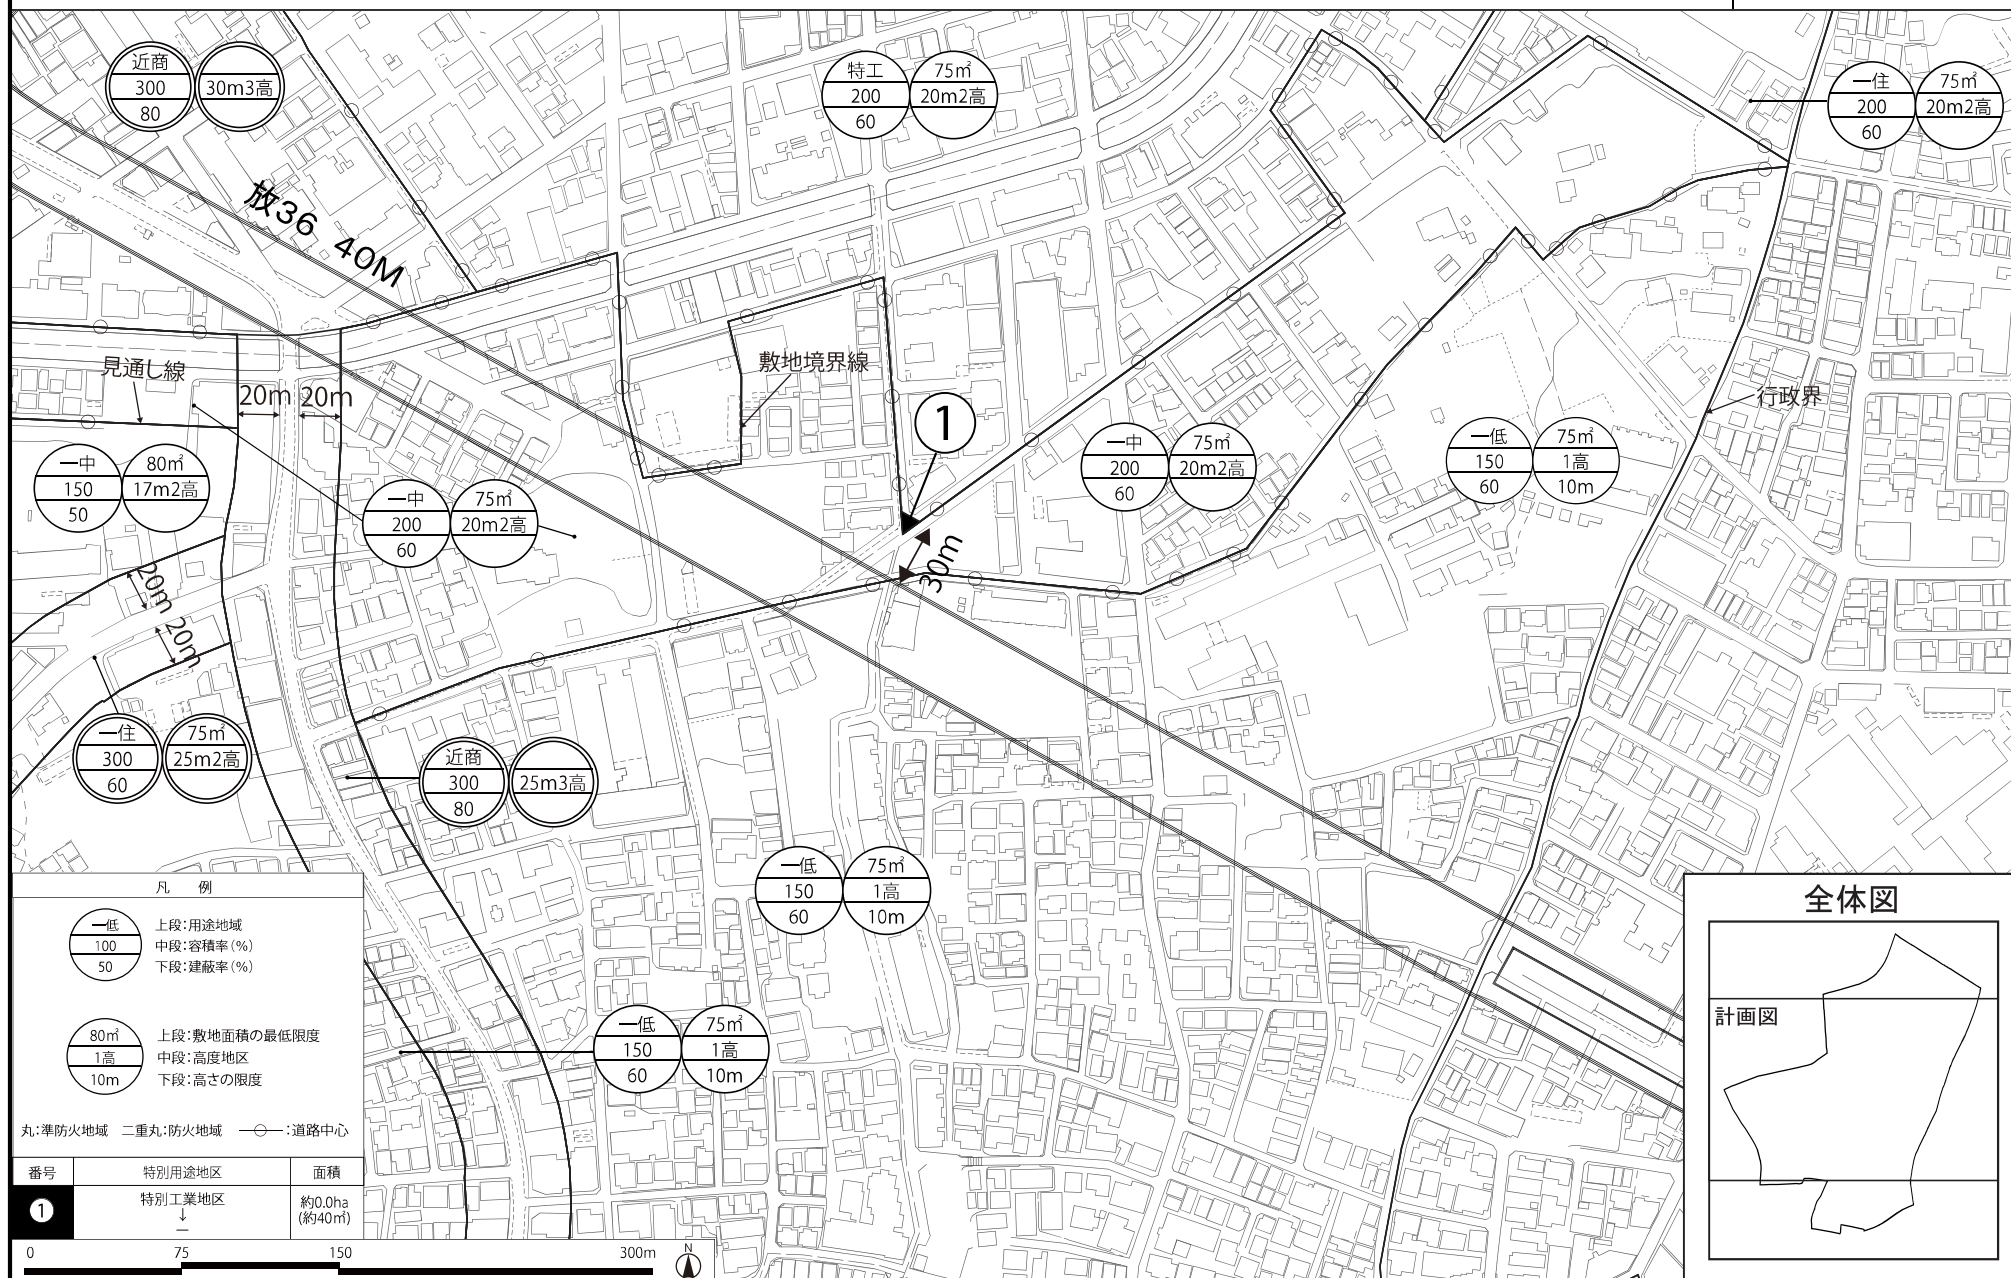 近商
300
80
30m3高
特工
200
60
75㎡
20m2高
一住
200
60
75㎡
20m2高
放36 40M
見通し線
20m
20m
敷地境界線
1
行政界
一中
150
50
80㎡
17m2高
一中
200
60
75㎡
20m2高
一中
200
60
75㎡
20m2高
一低
150
60
75㎡
1高
10m
30m
20m
20m
一住
300
60
75㎡
25m2高
近商
300
80
25m3高
一低
150
60
75㎡
1高
10m
一低
150
60
75㎡
1高
10m
凡 例
一低
100
50
上段:用途地域
中段:容積率(%)
下段:建蔽率(%)
80㎡
1高
10m
上段:敷地面積の最低限度
中段:高度地区
下段:高さの限度
丸:準防火地域 二重丸:防火地域 :道路中心
番号 特別用途地区 面積
1 特別工業地区 約0.0ha
↓ (約40㎡)
―
0 75 150 300m
N
全体図
計画図